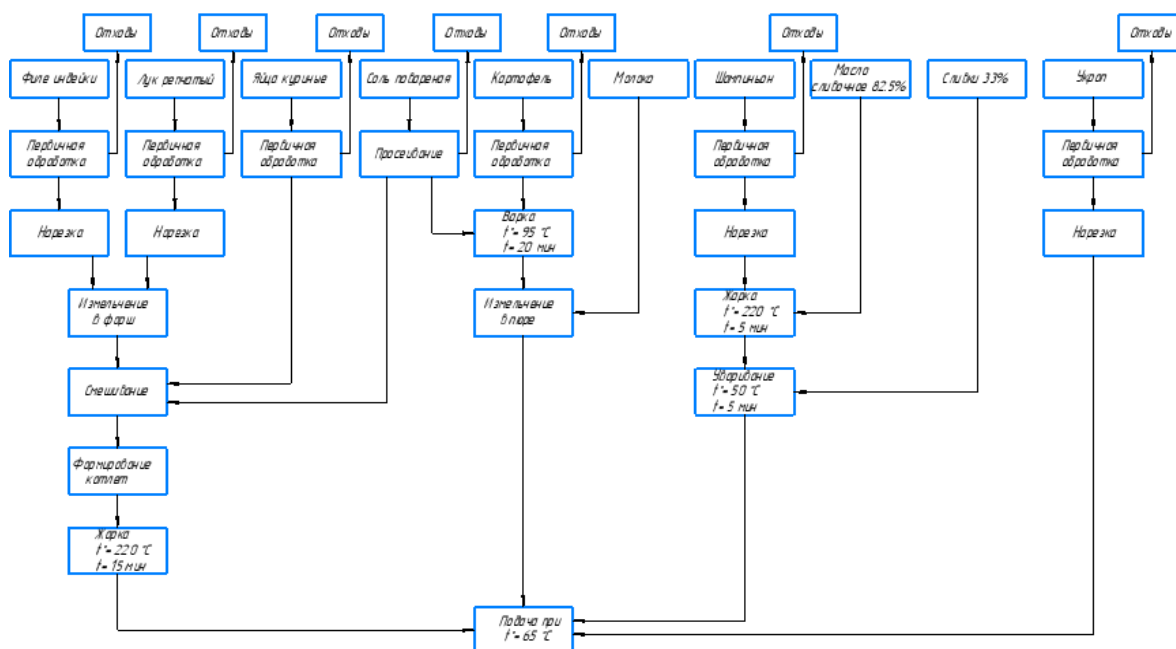 Отходы
Отходы
Отходы
Отходы
Отходы
Отходы
Отходы
Филе индейки
Лук репчатый
Яйца куриные
Соль повареная
Картофель
Молоко
Шампиньон
Масло
сливочное 82.5%
Сливки 33%
Укроп
Первичная
обработка
Первичная
обработка
Первичная
обработка
Просеивание
Первичная
обработка
Первичная
обработка
Первичная
обработка
Нарезка
Нарезка
Варка
t°= 95 °C
t= 20 мин
Нарезка
Нарезка
Измельчение
в фарш
Измельчение
в пюре
Жарка
t°= 220 °C
t= 5 мин
Смешивание
Уваривание
t°= 50 °C
t= 5 мин
Формирование
котлет
Жарка
t°= 220 °C
t= 15 мин
Подача при
t°= 65 °C